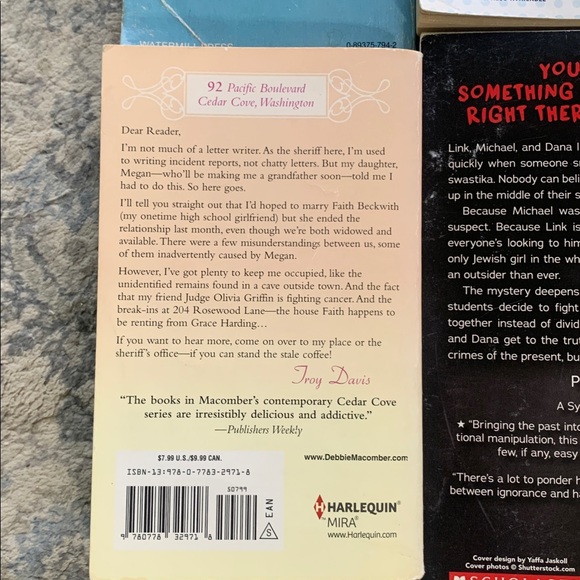 WATERMILL PRESS
0-89375-794-2
92 Pacific Boulevard
Cedar Cove, Washington
Dear Reader,
I'm not much of a letter writer. As the sheriff here, I'm used
to writing incident reports, not chatty letters. But my daughter,
Megan—who'll be making me a grandfather soon—told me I
had to do this. So here goes.
I'll tell you straight out that I'd hoped to marry Faith Beckwith
(my onetime high school girlfriend) but she ended the
relationship last month, even though we're both widowed and
available. There were a few misunderstandings between us, some
of them inadvertently caused by Megan.
However, I've got plenty to keep me occupied, like the
unidentified remains found in a cave outside town. And the
fact that my friend Judge Olivia Griffin is fighting cancer. And the
break-ins at 204 Rosewood Lane—the house Faith happens to
be renting from Grace Harding…
If you want to hear more, come on over to my place or the
sheriff's office—if you can stand the stale coffee!
Troy Davis
"The books in Macomber's contemporary Cedar Cove
series are irresistibly delicious and addictive."
—Publishers Weekly
$7.99 U.S./$9.99 CAN.
ISBN-13:978-0-7783-2971-8
50799
9 780778 329718
S
EAN
www.DebbieMacomber.com
HARLEQUIN®
MIRA®
www.Harlequin.com
YOU
SOMETHING
RIGHT THER
Link, Michael, and Dana l
quickly when someone s
swastika. Nobody can beli
up in the middle of their s
Because Michael was
suspect. Because Link is
everyone's looking to him
only Jewish girl in the wh
an outsider than ever.
The mystery deepens
students decide to fight
together instead of divid
and Dana get to the trut
crimes of the present, bu
P
A Sy
★ "Bringing the past into
tional manipulation, this
few, if any, easy
"There's a lot to ponder h
between ignorance and ha
Cover design by Yaffa Jaskoll
Cover photos © Shutterstock.com
SCHOLAS